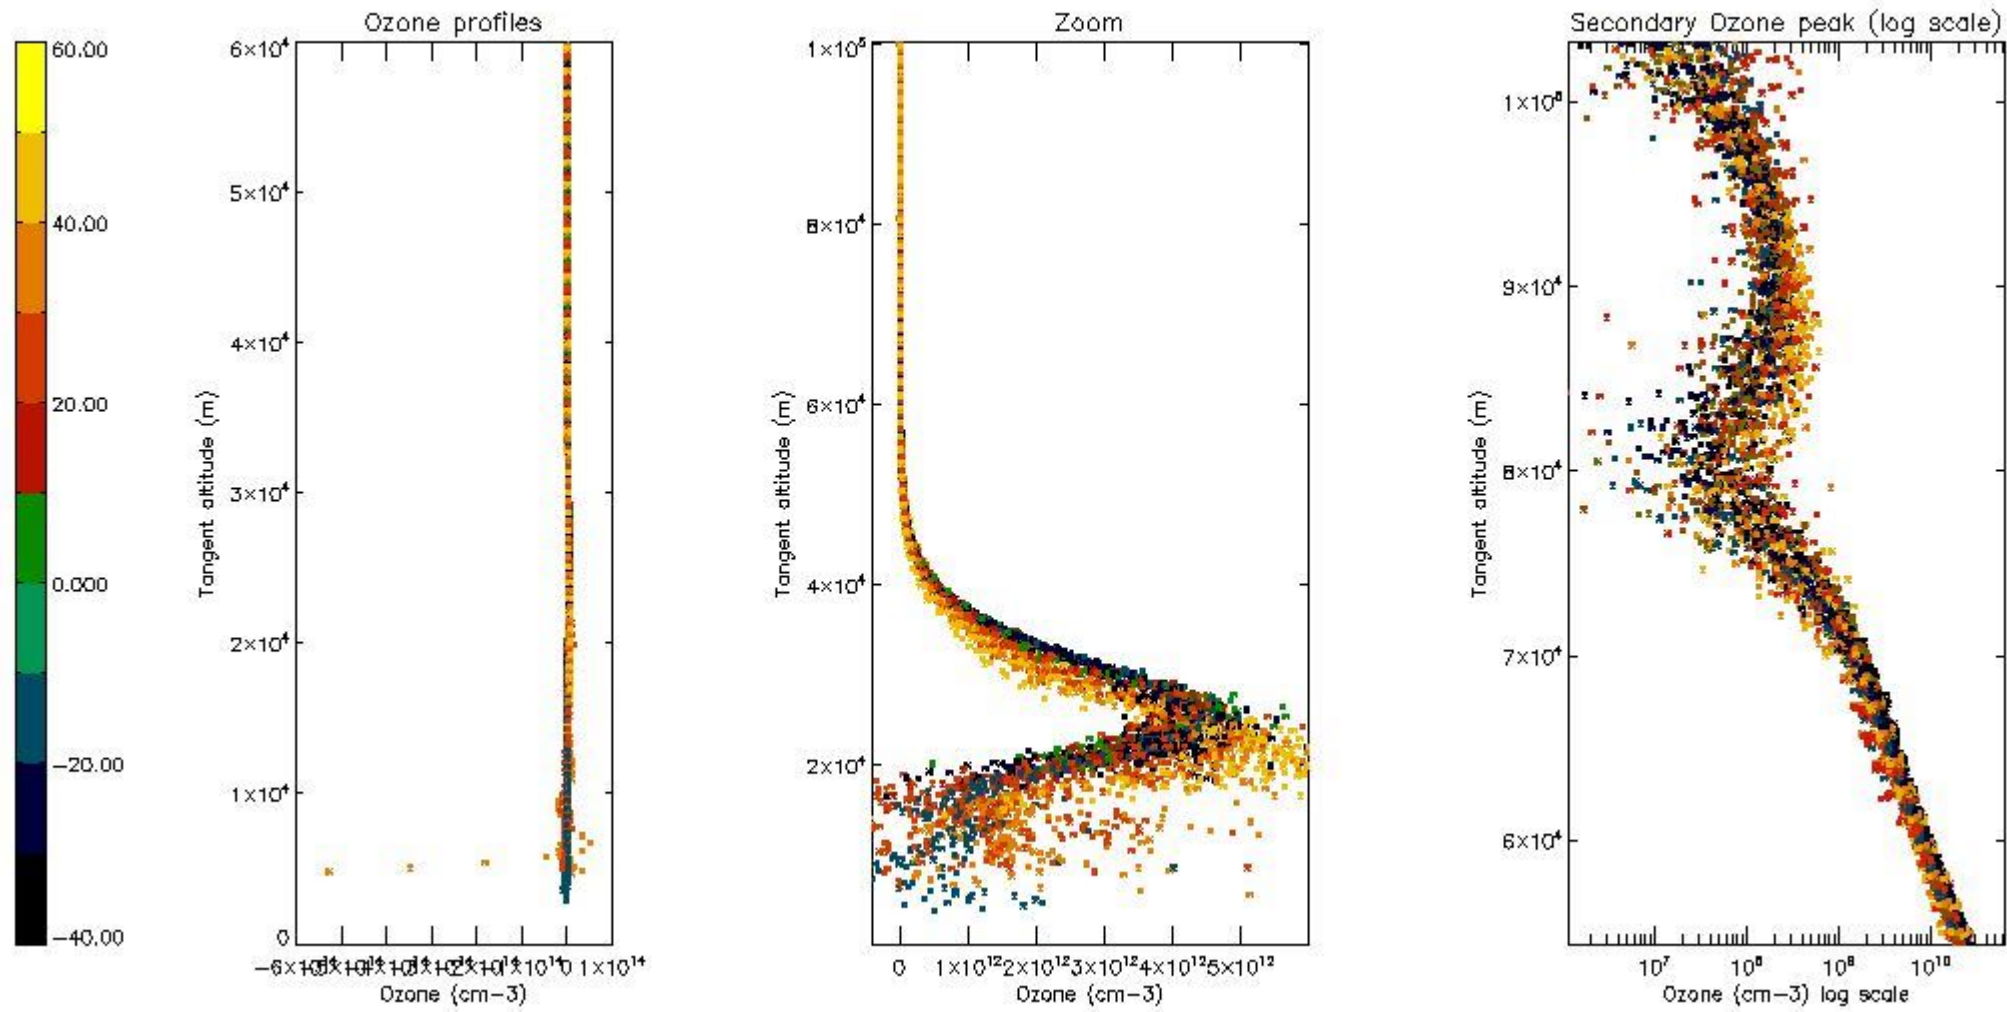 Ozone profiles
Zoom
Secondary Ozone peak (log scale)
60.00
40.00
20.00
0.000
−20.00
−40.00
6×10⁴
5×10⁴
4×10⁴
3×10⁴
2×10⁴
1×10⁴
0
Tangent altitude (m)
0 1×10¹⁴
Ozone (cm−3)
1×10⁵
8×10⁴
6×10⁴
4×10⁴
2×10⁴
Tangent altitude (m)
0 1×10¹² 2×10¹² 3×10¹² 4×10¹² 5×10¹²
Ozone (cm−3)
1×10⁵
9×10⁴
8×10⁴
7×10⁴
6×10⁴
Tangent altitude (m)
10⁷ 10⁸ 10⁹ 10¹⁰
Ozone (cm−3) log scale